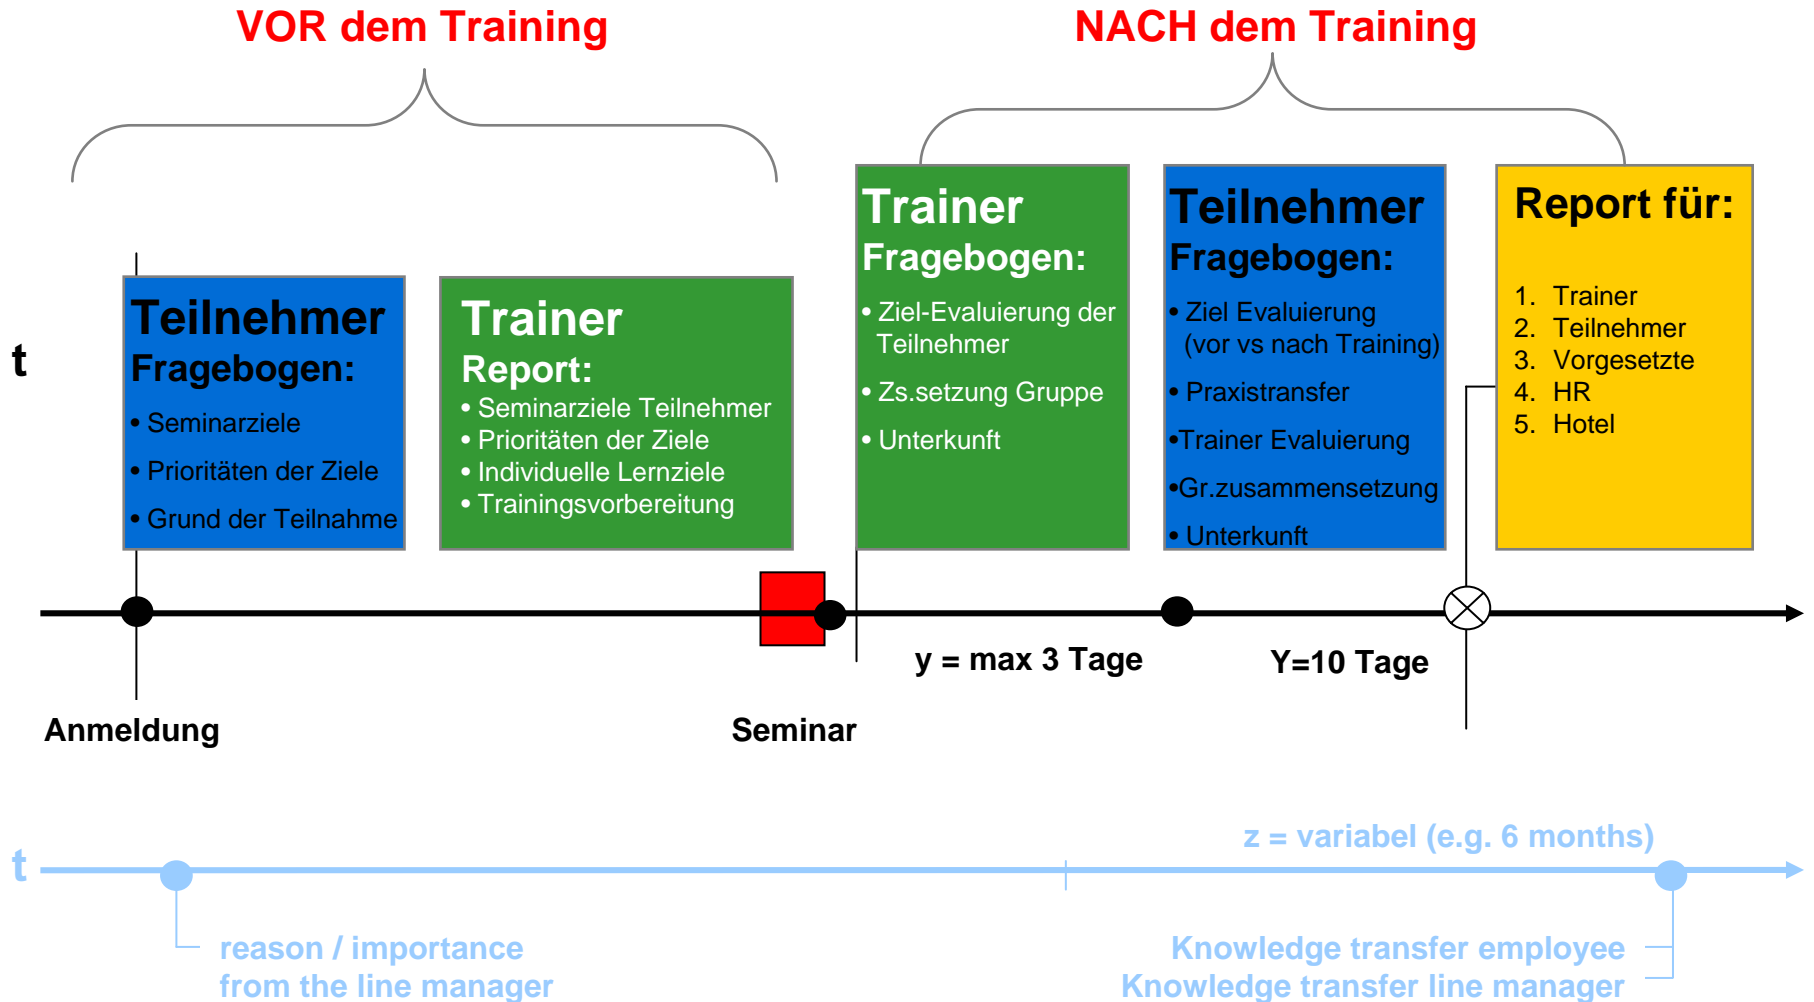 VOR dem Training
NACH dem Training
t
Teilnehmer
Fragebogen:
• Seminarziele
• Prioritäten der Ziele
• Grund der Teilnahme
Trainer
Report:
• Seminarziele Teilnehmer
• Prioritäten der Ziele
• Individuelle Lernziele
• Trainingsvorbereitung
Trainer
Fragebogen:
• Ziel-Evaluierung der
Teilnehmer
• Zs.setzung Gruppe
• Unterkunft
Teilnehmer
Fragebogen:
• Ziel Evaluierung
(vor vs nach Training)
• Praxistransfer
•Trainer Evaluierung
•Gr.zusammensetzung
• Unterkunft
Report für:
1. Trainer
2. Teilnehmer
3. Vorgesetzte
4. HR
5. Hotel
y = max 3 Tage
Y=10 Tage
Anmeldung
Seminar
t
z = variabel (e.g. 6 months)
reason / importance
from the line manager
Knowledge transfer employee
Knowledge transfer line manager